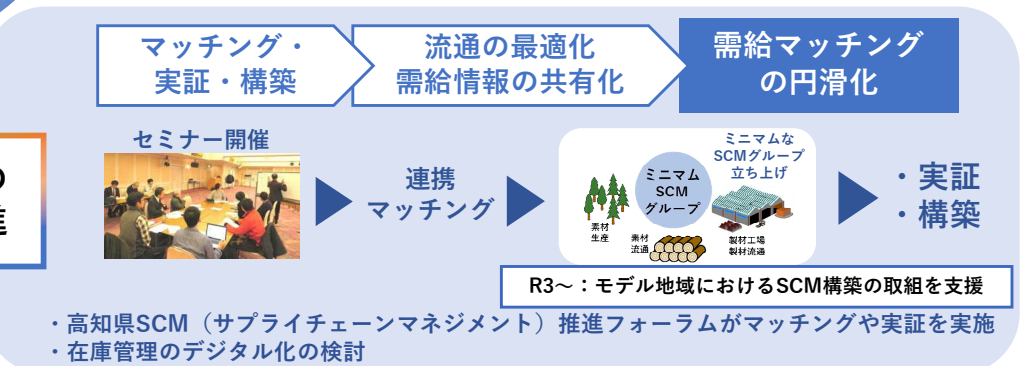 マッチング・
実証・構築
流通の最適化
需給情報の共有化
需給マッチング
の円滑化
セミナー開催
連携
マッチング
ミニマムな
SCMグループ
立ち上げ
ミニマム
SCM
グループ
素材
生産
素材
流通
製材工場
製材流通
・実証
・構築
進
R3～：モデル地域におけるSCM構築の取組を支援
・高知県SCM（サプライチェーンマネジメント）推進フォーラムがマッチングや実証を実施
・在庫管理のデジタル化の検討